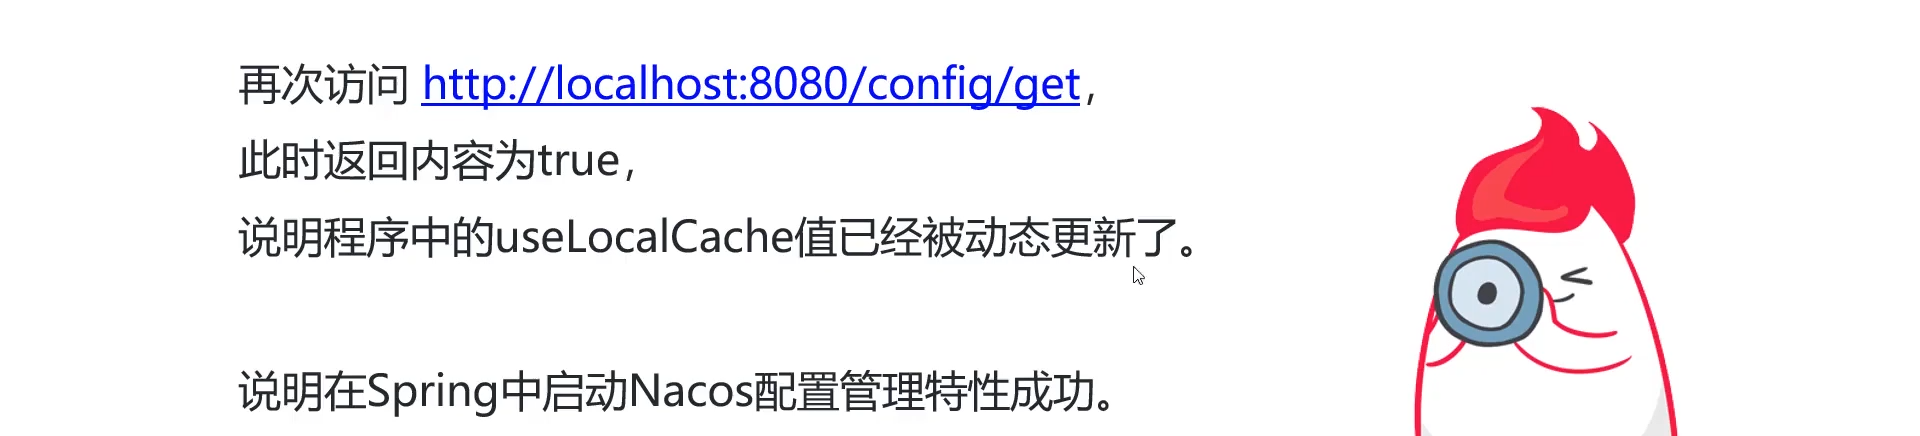 再次访问 http://localhost:8080/config/get，
此时返回内容为true，
说明程序中的useLocalCache值已经被动态更新了。
说明在Spring中启动Nacos配置管理特性成功。